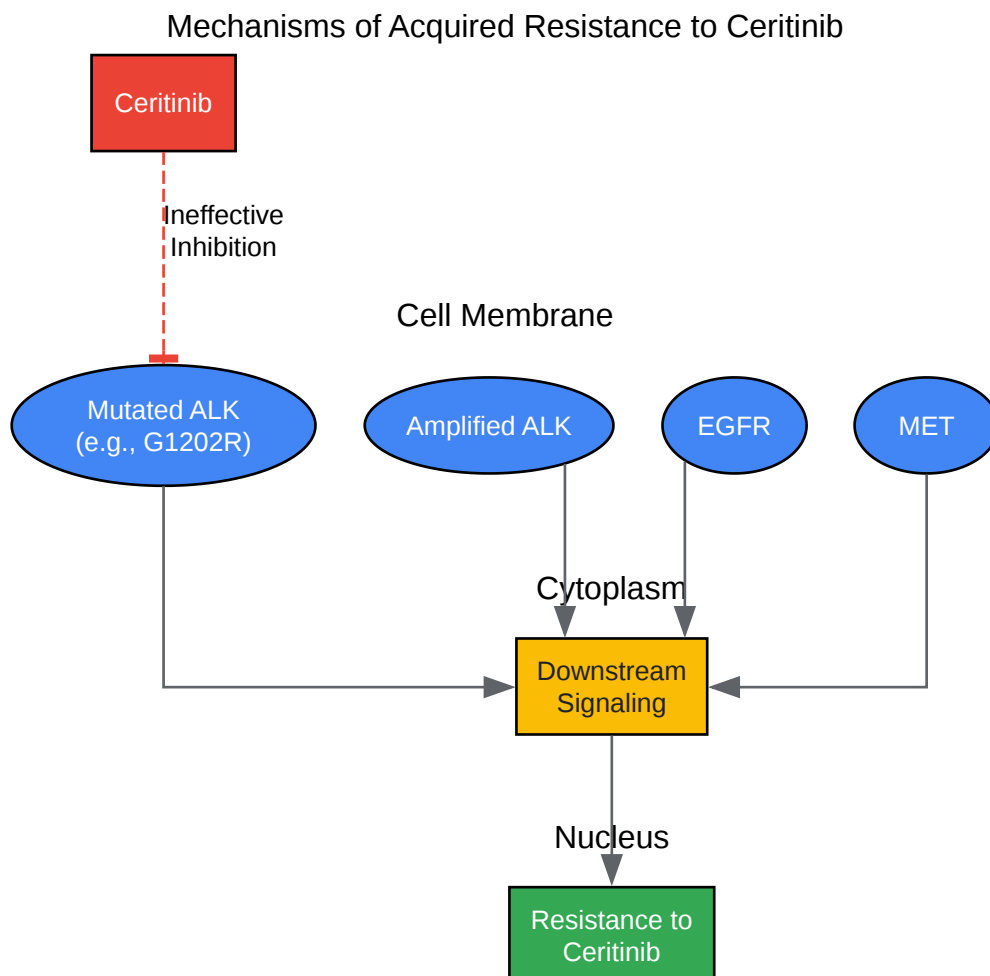 Mechanisms of Acquired Resistance to Ceritinib
Ceritinib
Ineffective
Inhibition
Cell Membrane
Mutated ALK
(e.g., G1202R)
Amplified ALK
EGFR
MET
Cytoplasm
Downstream
Signaling
Nucleus
Resistance to
Ceritinib